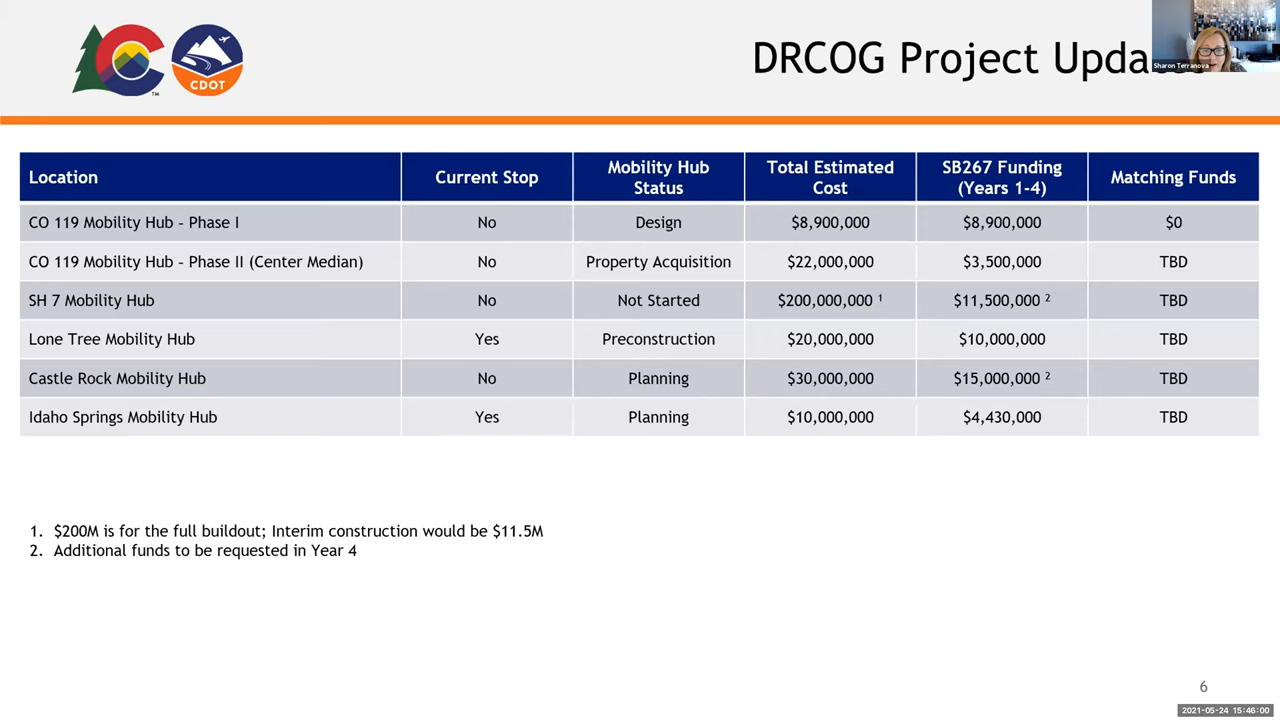 CDOT
DRCOG Project Upda
Sharon Terranova
Location Current Stop Mobility Hub Status Total Estimated Cost SB267 Funding (Years 1-4) Matching Funds
CO 119 Mobility Hub - Phase I No Design $8,900,000 $8,900,000 $0
CO 119 Mobility Hub - Phase II (Center Median) No Property Acquisition $22,000,000 $3,500,000 TBD
SH 7 Mobility Hub No Not Started $200,000,000 ¹ $11,500,000 ² TBD
Lone Tree Mobility Hub Yes Preconstruction $20,000,000 $10,000,000 TBD
Castle Rock Mobility Hub No Planning $30,000,000 $15,000,000 ² TBD
Idaho Springs Mobility Hub Yes Planning $10,000,000 $4,430,000 TBD
1. $200M is for the full buildout; Interim construction would be $11.5M
2. Additional funds to be requested in Year 4
6
2021-05-24 15:46:00